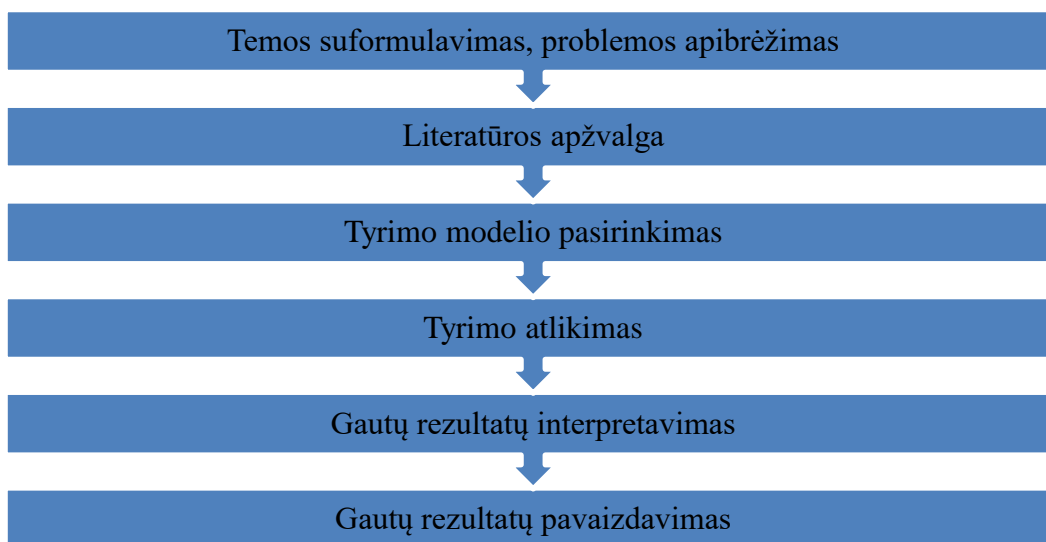 Temos suformulavimas, problemos apibrėžimas
Literatūros apžvalga
Tyrimo modelio pasirinkimas
Tyrimo atlikimas
Gautų rezultatų interpretavimas
Gautų rezultatų pavaizdavimas